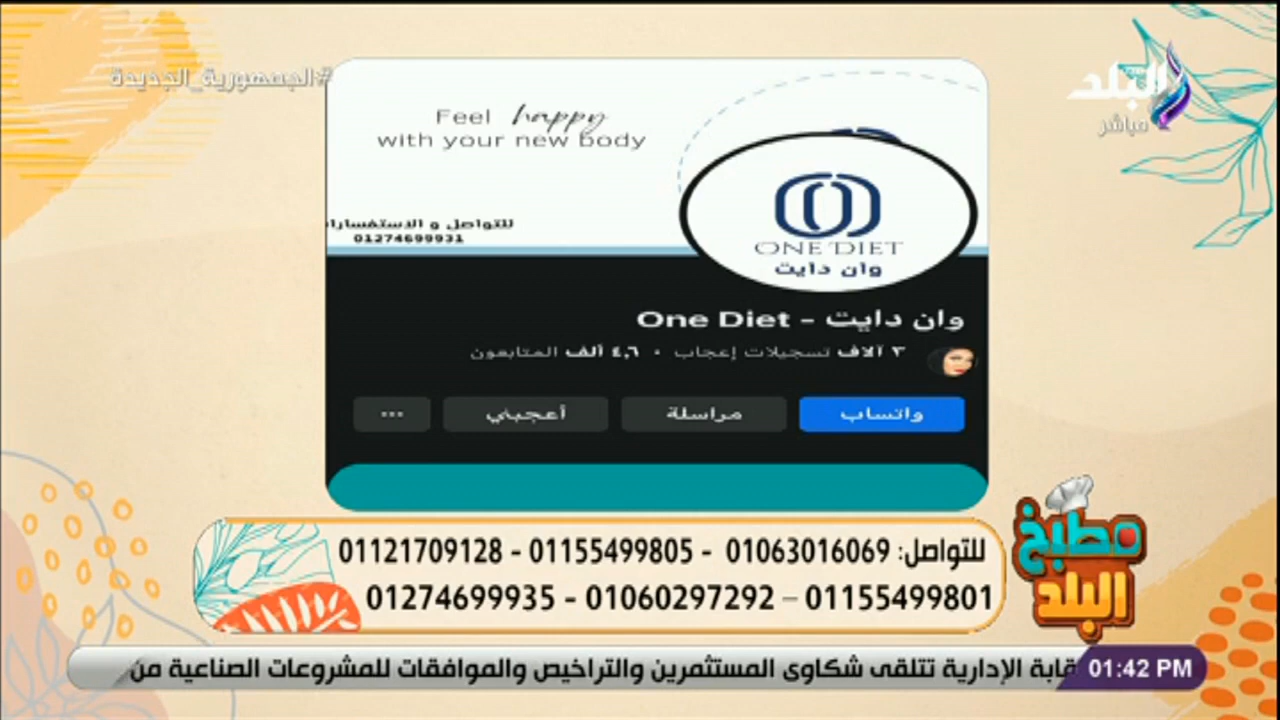 #الجمهورية_الجديدة
البلد
مباشر
Feel happy
with your new body
للتواصل و الاستفسارا
01274699931
ONE DIET
وان دايت
وان دايت - One Diet
٣ آلاف تسجيلات إعجاب • ٤,٦ ألف المتابعون
واتساب
مراسلة
أعجبني
للتواصل: 01063016069 - 01155499805 - 01121709128
01155499801 – 01060297292 - 01274699935
مطبخ
البلد
قابة الإدارية تتلقى شكاوى المستثمرين والتراخيص والموافقات للمشروعات الصناعية من
01:42 PM